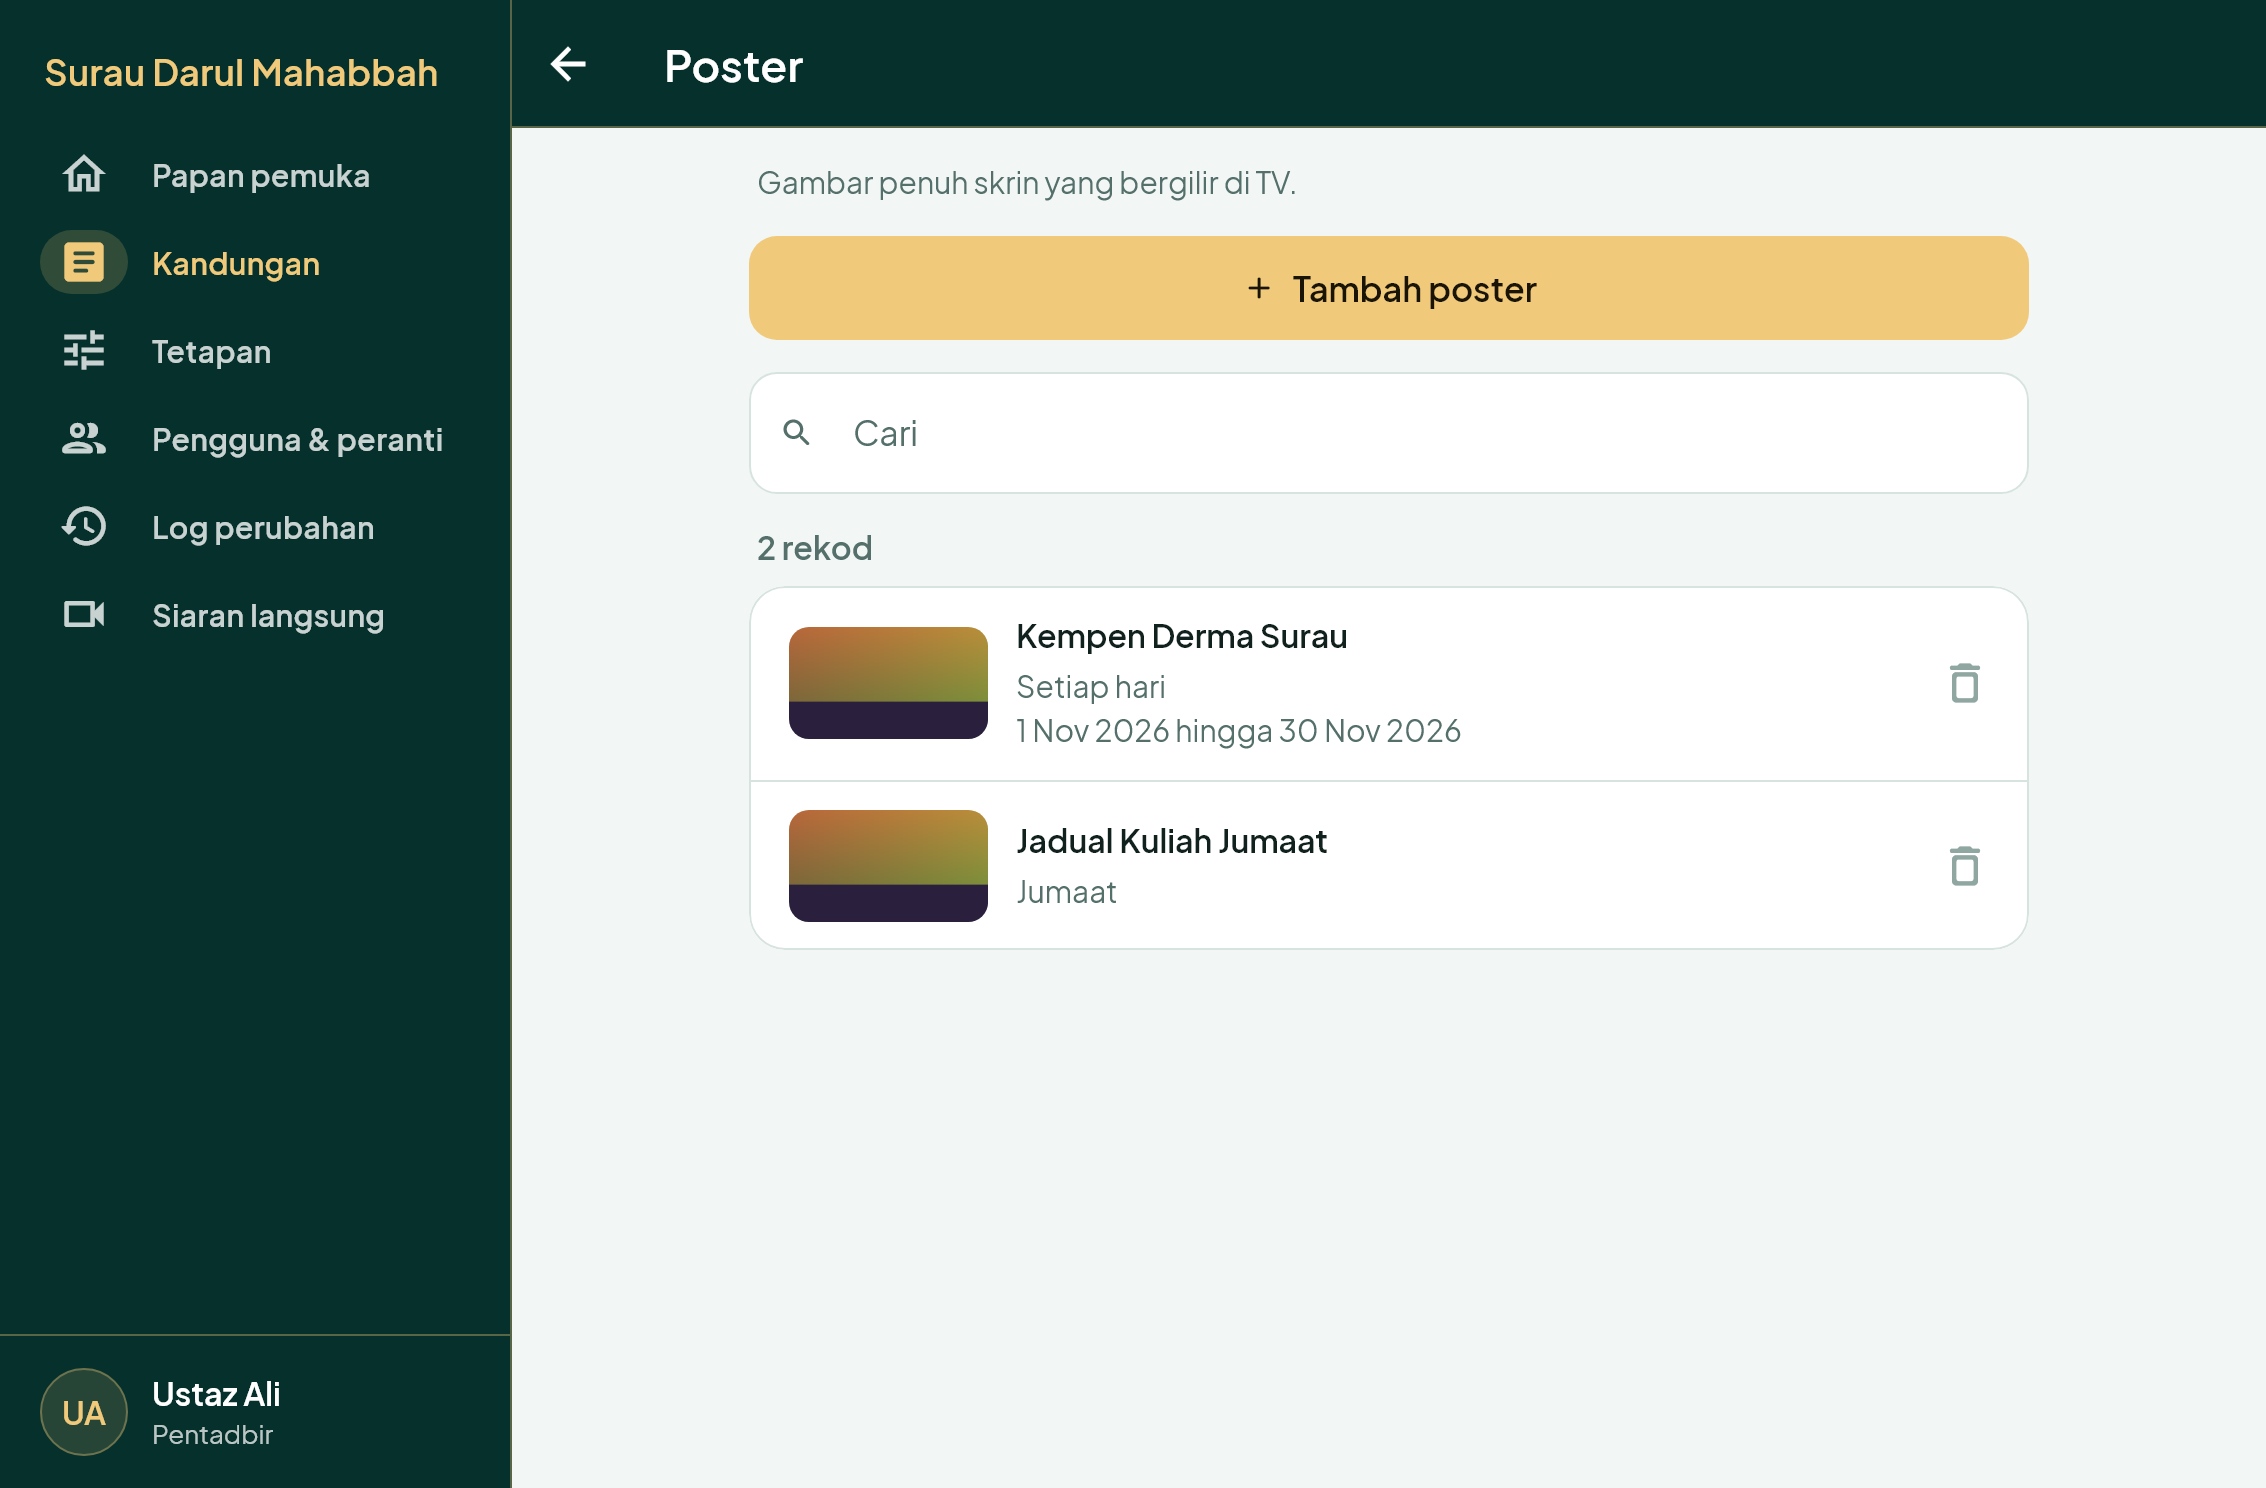 Surau Darul Mahabbah
Papan pemuka
Kandungan
Tetapan
Pengguna & peranti
Log perubahan
Siaran langsung
UA
Ustaz Ali
Pentadbir
Poster
Gambar penuh skrin yang bergilir di TV.
+ Tambah poster
Cari
2 rekod
Kempen Derma Surau
Setiap hari
1 Nov 2026 hingga 30 Nov 2026
Jadual Kuliah Jumaat
Jumaat